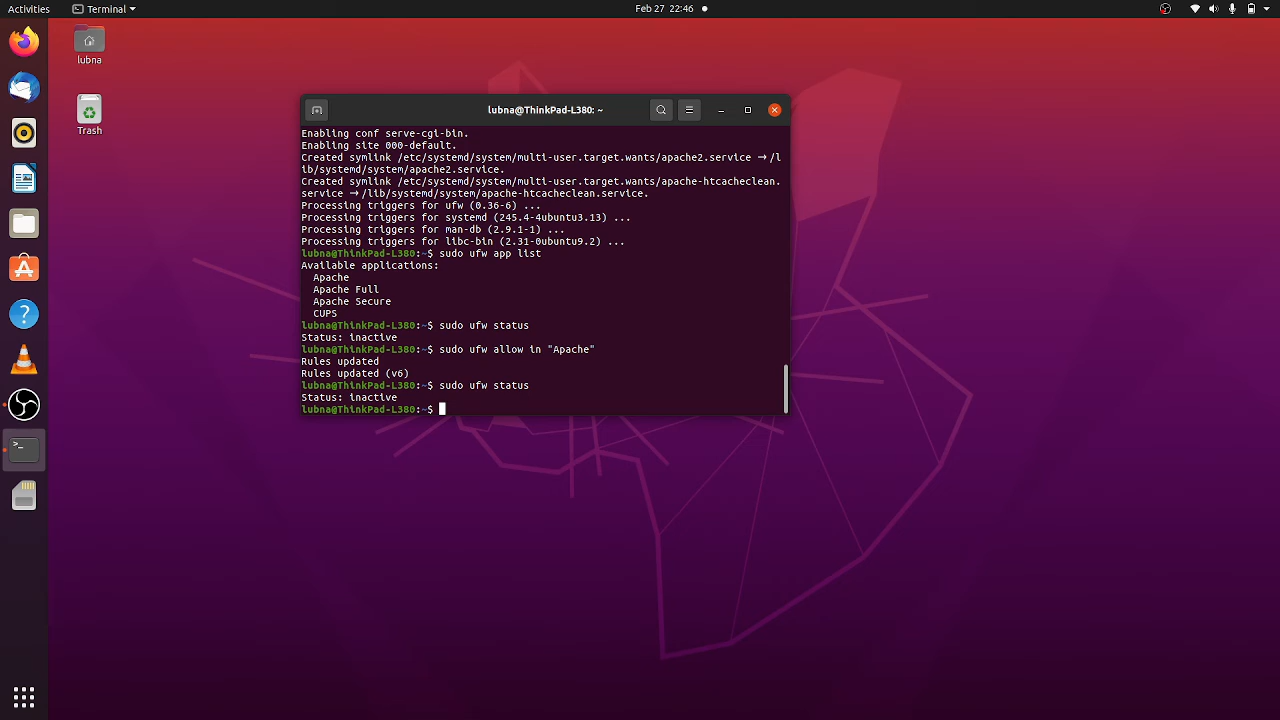 Activities
Terminal
Feb 27 22:46
lubna
Trash
lubna@ThinkPad-L380: ~
Enabling conf serve-cgi-bin.
Enabling site 000-default.
Created symlink /etc/systemd/system/multi-user.target.wants/apache2.service → /l
ib/systemd/system/apache2.service.
Created symlink /etc/systemd/system/multi-user.target.wants/apache-htcacheclean.
service → /lib/systemd/system/apache-htcacheclean.service.
Processing triggers for ufw (0.36-6) ...
Processing triggers for systemd (245.4-4ubuntu3.13) ...
Processing triggers for man-db (2.9.1-1) ...
Processing triggers for libc-bin (2.31-0ubuntu9.2) ...
lubna@ThinkPad-L380:~$ sudo ufw app list
Available applications:
  Apache
  Apache Full
  Apache Secure
  CUPS
lubna@ThinkPad-L380:~$ sudo ufw status
Status: inactive
lubna@ThinkPad-L380:~$ sudo ufw allow in "Apache"
Rules updated
Rules updated (v6)
lubna@ThinkPad-L380:~$ sudo ufw status
Status: inactive
lubna@ThinkPad-L380:~$